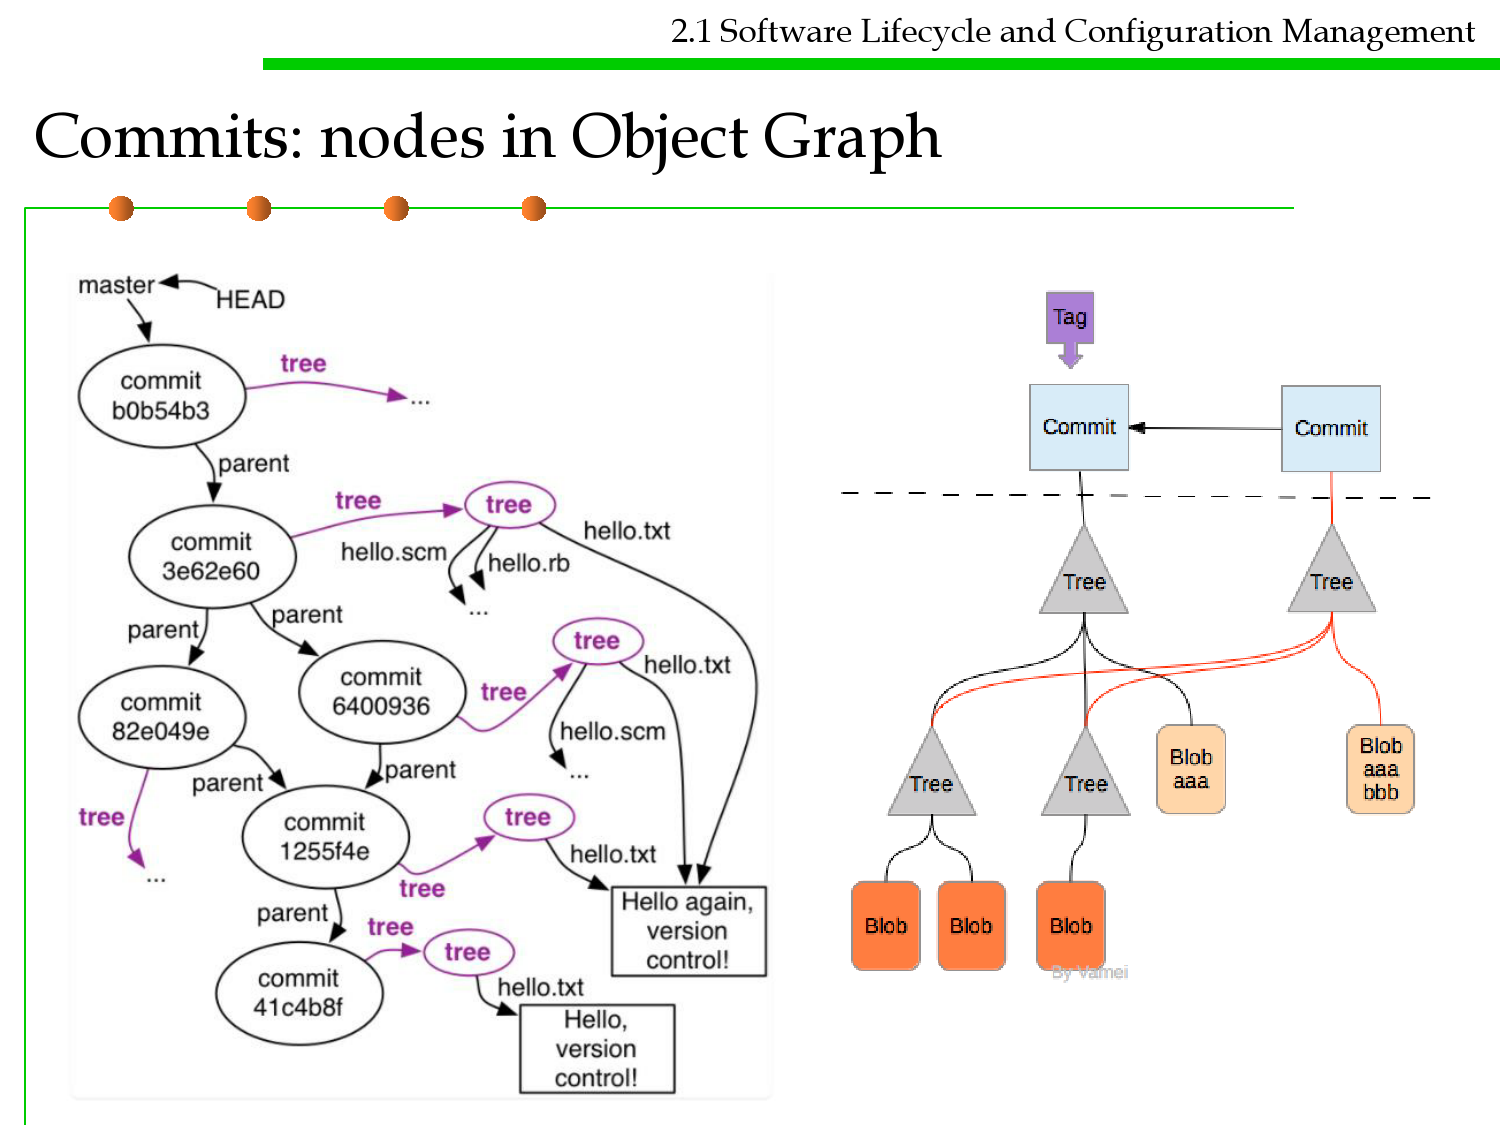 2.1 Software Lifecycle and Configuration Management
Commits: nodes in Object Graph
master
HEAD
commit
b0b54b3
tree
...
parent
commit
3e62e60
tree
tree
hello.scm
hello.rb
hello.txt
...
parent
parent
commit
82e049e
commit
6400936
tree
tree
hello.txt
hello.scm
...
parent
parent
tree
...
commit
1255f4e
tree
tree
hello.txt
Hello again,
version
control!
parent
commit
41c4b8f
tree
tree
hello.txt
Hello,
version
control!
Tag
Commit
Commit
Tree
Tree
Tree
Tree
Blob
aaa
Blob
aaa
bbb
Blob
Blob
Blob
By Vamei